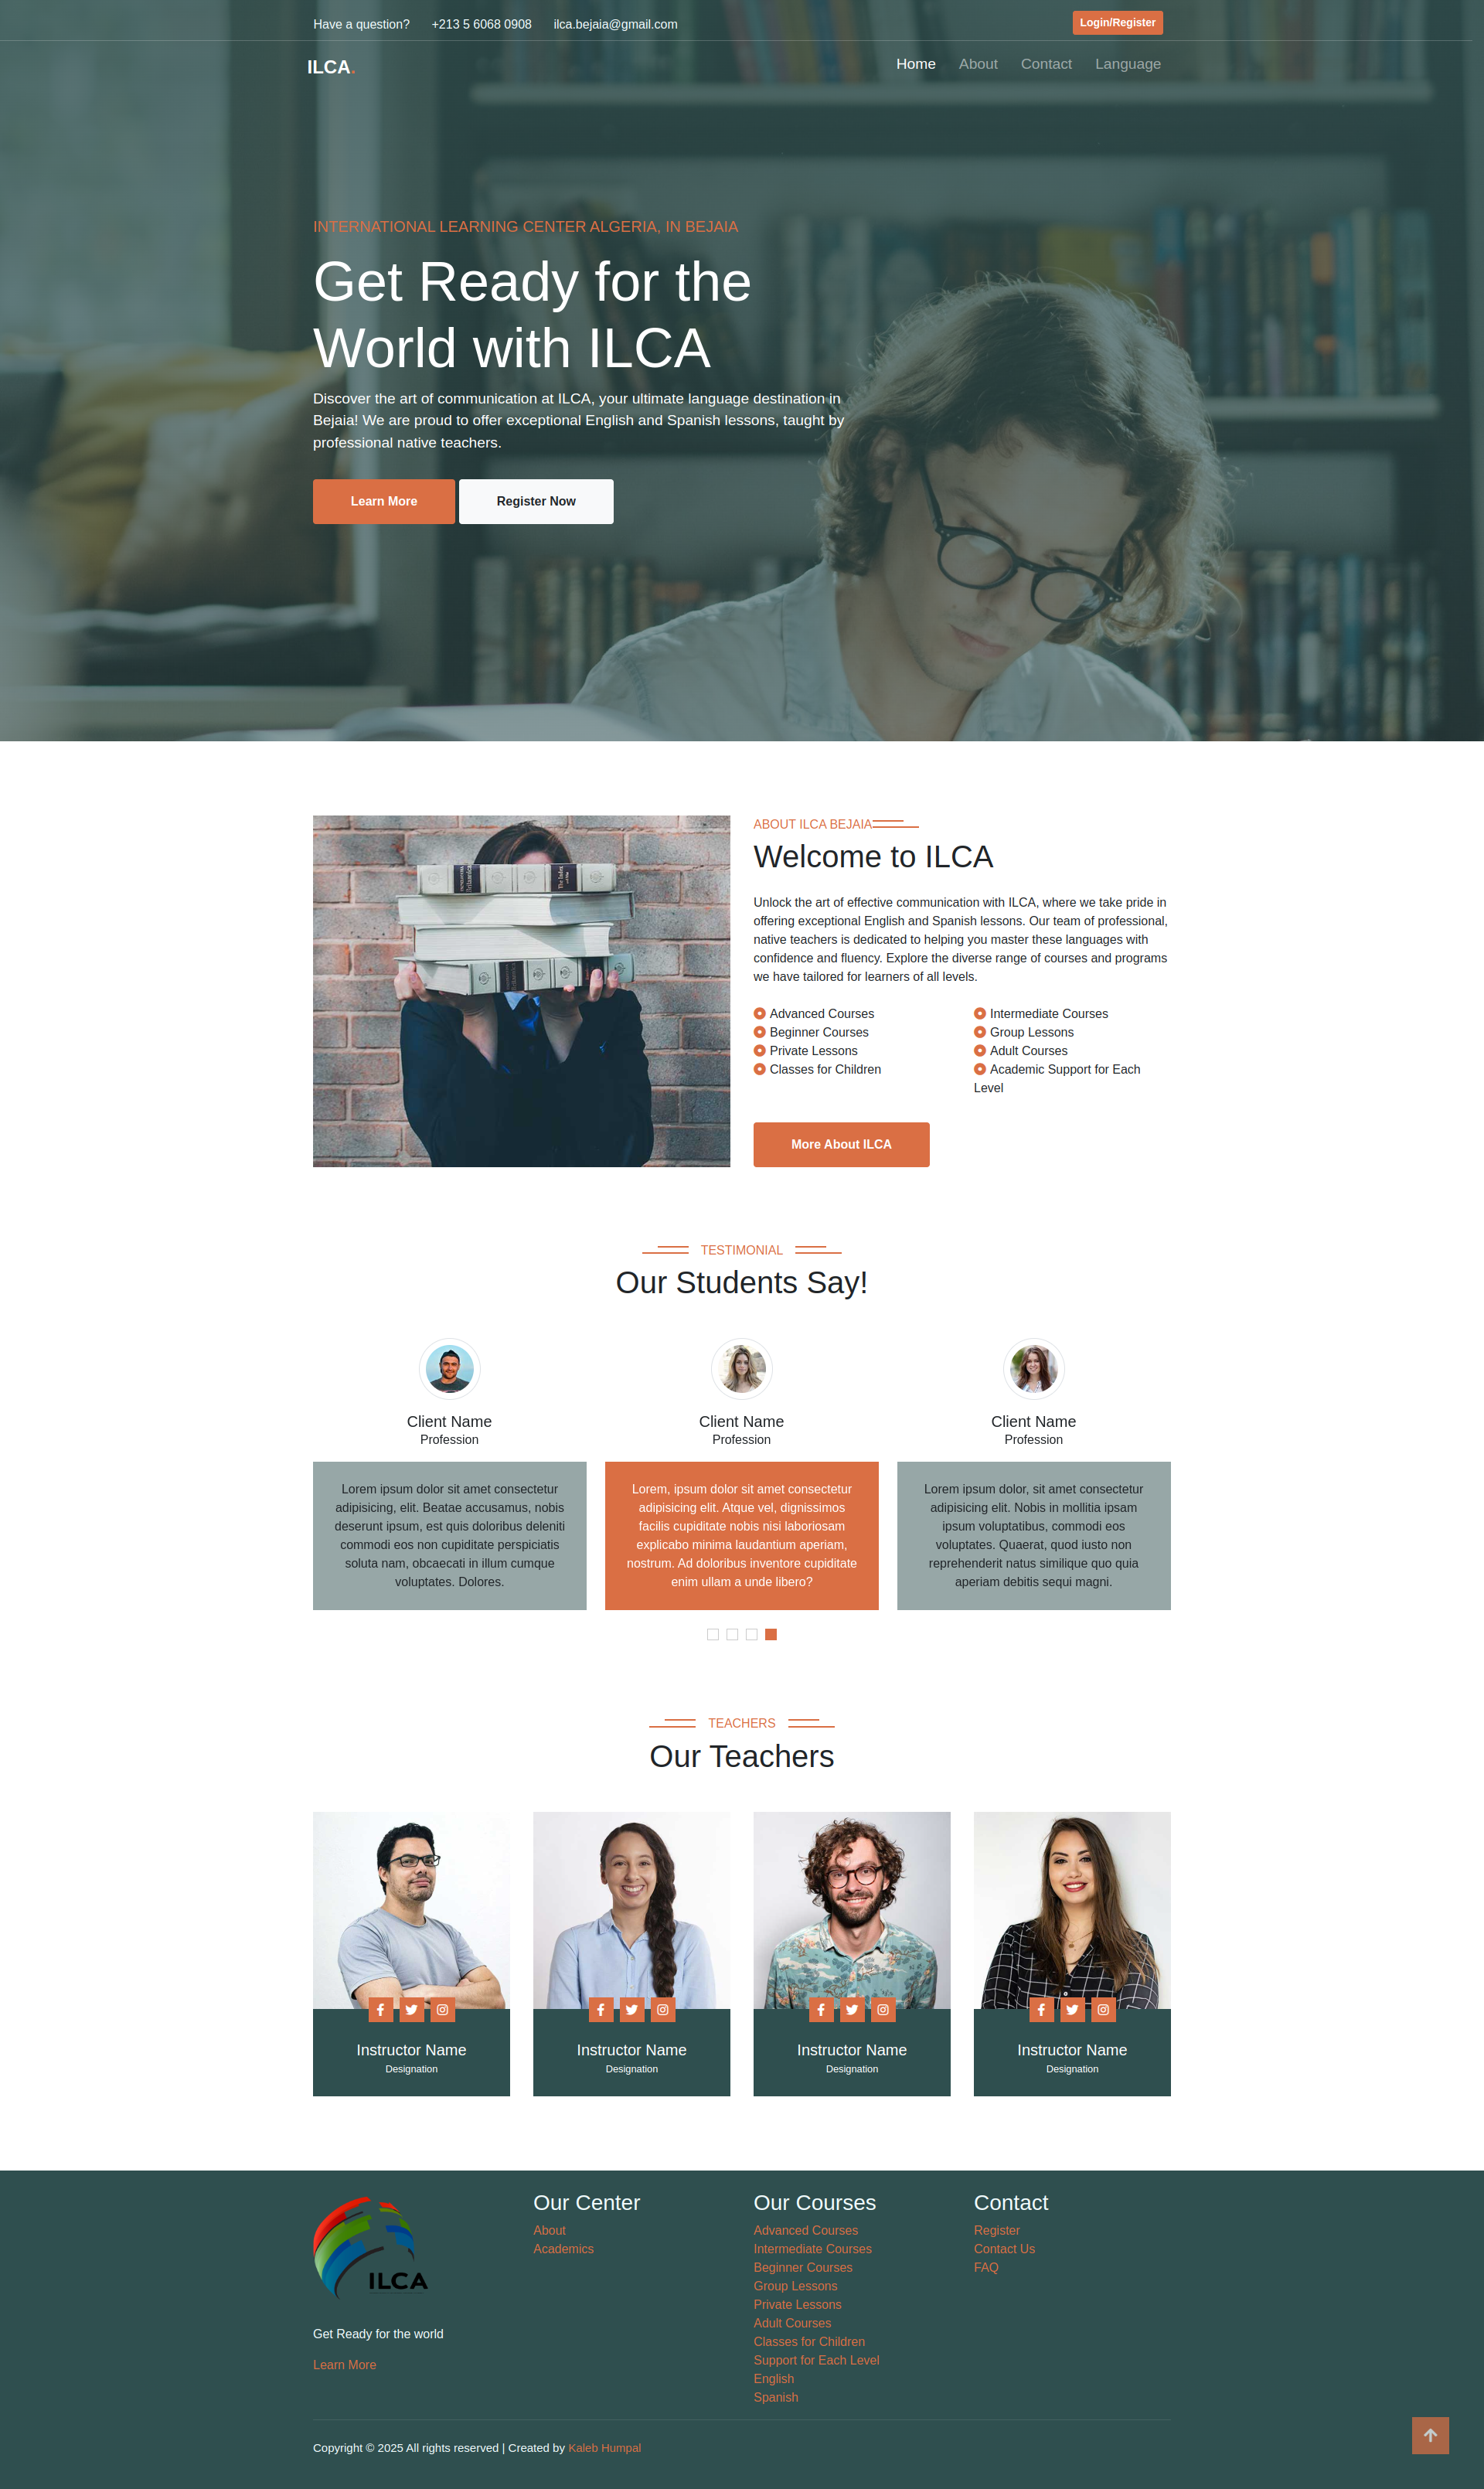 Have a question? +213 5 6068 0908 ilca.bejaia@gmail.com Login/Register
ILCA. Home About Contact Language
INTERNATIONAL LEARNING CENTER ALGERIA, IN BEJAIA
Get Ready for the
World with ILCA
Discover the art of communication at ILCA, your ultimate language destination in
Bejaia! We are proud to offer exceptional English and Spanish lessons, taught by
professional native teachers.
Learn More Register Now
ABOUT ILCA BEJAIA
Welcome to ILCA
Unlock the art of effective communication with ILCA, where we take pride in
offering exceptional English and Spanish lessons. Our team of professional,
native teachers is dedicated to helping you master these languages with
confidence and fluency. Explore the diverse range of courses and programs
we have tailored for learners of all levels.
Advanced Courses
Beginner Courses
Private Lessons
Classes for Children
Intermediate Courses
Group Lessons
Adult Courses
Academic Support for Each
Level
More About ILCA
TESTIMONIAL
Our Students Say!
Client Name
Profession
Lorem ipsum dolor sit amet consectetur
adipisicing, elit. Beatae accusamus, nobis
deserunt ipsum, est quis doloribus deleniti
commodi eos non cupiditate perspiciatis
soluta nam, obcaecati in illum cumque
voluptates. Dolores.
Client Name
Profession
Lorem, ipsum dolor sit amet consectetur
adipisicing elit. Atque vel, dignissimos
facilis cupiditate nobis nisi laboriosam
explicabo minima laudantium aperiam,
nostrum. Ad doloribus inventore cupiditate
enim ullam a unde libero?
Client Name
Profession
Lorem ipsum dolor, sit amet consectetur
adipisicing elit. Nobis in mollitia ipsam
ipsum voluptatibus, commodi eos
voluptates. Quaerat, quod iusto non
reprehenderit natus similique quo quia
aperiam debitis sequi magni.
TEACHERS
Our Teachers
Instructor Name
Designation
Instructor Name
Designation
Instructor Name
Designation
Instructor Name
Designation
ILCA
Get Ready for the world
Learn More
Our Center
About
Academics
Our Courses
Advanced Courses
Intermediate Courses
Beginner Courses
Group Lessons
Private Lessons
Adult Courses
Classes for Children
Support for Each Level
English
Spanish
Contact
Register
Contact Us
FAQ
Copyright © 2025 All rights reserved | Created by Kaleb Humpal